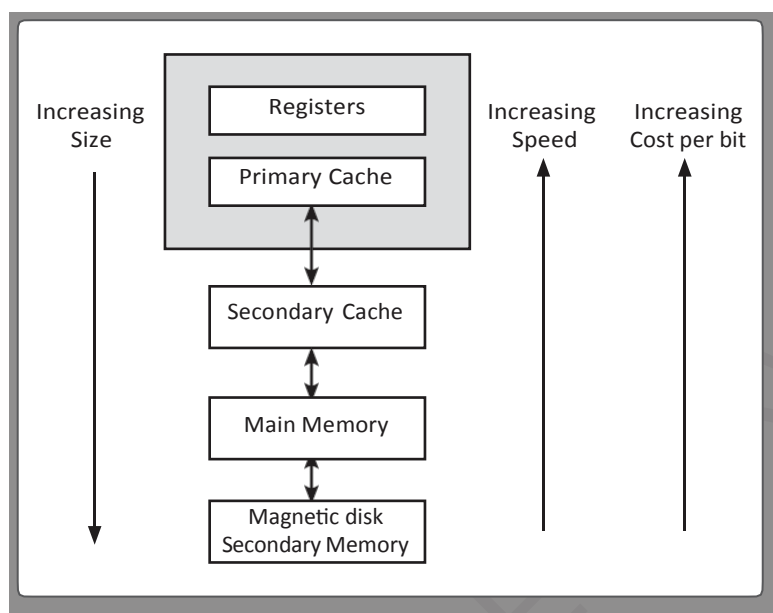 Increasing
Size
Registers
Primary Cache
Secondary Cache
Main Memory
Magnetic disk
Secondary Memory
Increasing
Speed
Increasing
Cost per bit